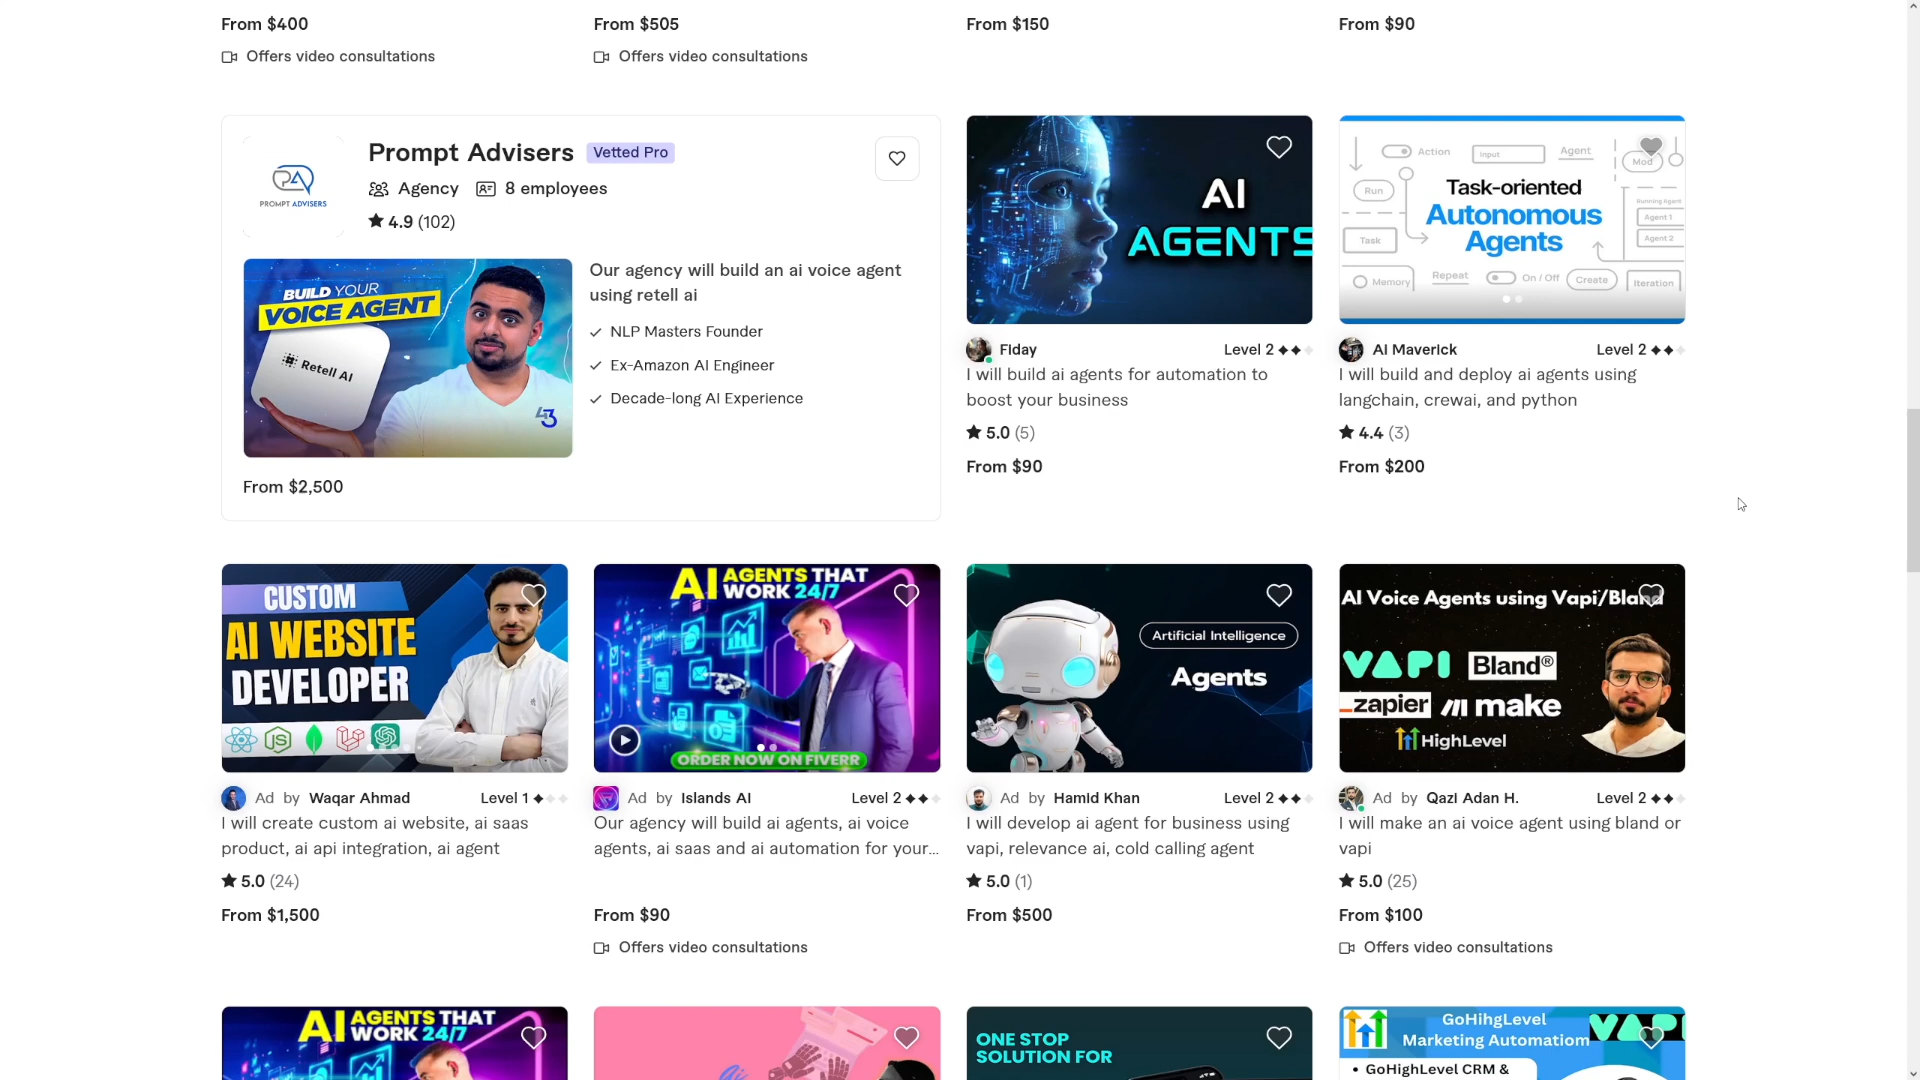 From $400
Offers video consultations
From $505
Offers video consultations
From $150
From $90
PA
PROMPT ADVISERS
Prompt Advisers
Vetted Pro
Agency
8 employees
4.9 (102)
BUILD YOUR
VOICE AGENT
Retell AI
Our agency will build an ai voice agent
using retell ai
NLP Masters Founder
Ex-Amazon AI Engineer
Decade-long AI Experience
From $2,500
AI
AGENTS
Fiday
Level 2
I will build ai agents for automation to
boost your business
5.0 (5)
From $90
Action
Input
Agent
Mod
Run
Task-oriented
Autonomous
Agents
Running Agent
Agent 1
Agent 2
Task
Memory
Repeat
On / Off
Create
Iteration
AI Maverick
Level 2
I will build and deploy ai agents using
langchain, crewai, and python
4.4 (3)
From $200
CUSTOM
AI WEBSITE
DEVELOPER
Ad by Waqar Ahmad
Level 1
I will create custom ai website, ai saas
product, ai api integration, ai agent
5.0 (24)
From $1,500
AI AGENTS THAT
WORK 24/7
ORDER NOW ON FIVERR
Ad by Islands AI
Level 2
Our agency will build ai agents, ai voice
agents, ai saas and ai automation for your...
From $90
Offers video consultations
Artificial Intelligence
Agents
Ad by Hamid Khan
Level 2
I will develop ai agent for business using
vapi, relevance ai, cold calling agent
5.0 (1)
From $500
AI Voice Agents using Vapi/Bland
VAPI
Bland®
zapier
make
HighLevel
Ad by Qazi Adan H.
Level 2
I will make an ai voice agent using bland or
vapi
5.0 (25)
From $100
Offers video consultations
AI AGENTS THAT
WORK 24/7
ONE STOP
SOLUTION FOR
GoHihgLevel
Marketing Automatiom
VAPI
• GoHighLevel CRM &